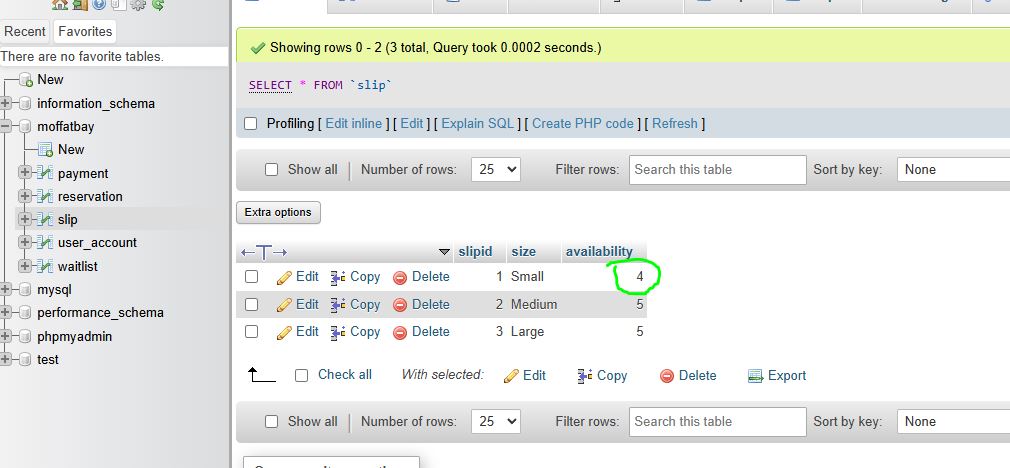 Recent Favorites
There are no favorite tables.
New
information_schema
moffatbay
New
payment
reservation
slip
user_account
waitlist
mysql
performance_schema
phpmyadmin
test
Showing rows 0 - 2 (3 total, Query took 0.0002 seconds.)
SELECT * FROM `slip`
Profiling [ Edit inline ] [ Edit ] [ Explain SQL ] [ Create PHP code ] [ Refresh ]
Show all Number of rows: 25 Filter rows: Search this table Sort by key: None
Extra options
←T→ slipid size availability
Edit Copy Delete 1 Small 4
Edit Copy Delete 2 Medium 5
Edit Copy Delete 3 Large 5
Check all With selected: Edit Copy Delete Export
Show all Number of rows: 25 Filter rows: Search this table Sort by key: None